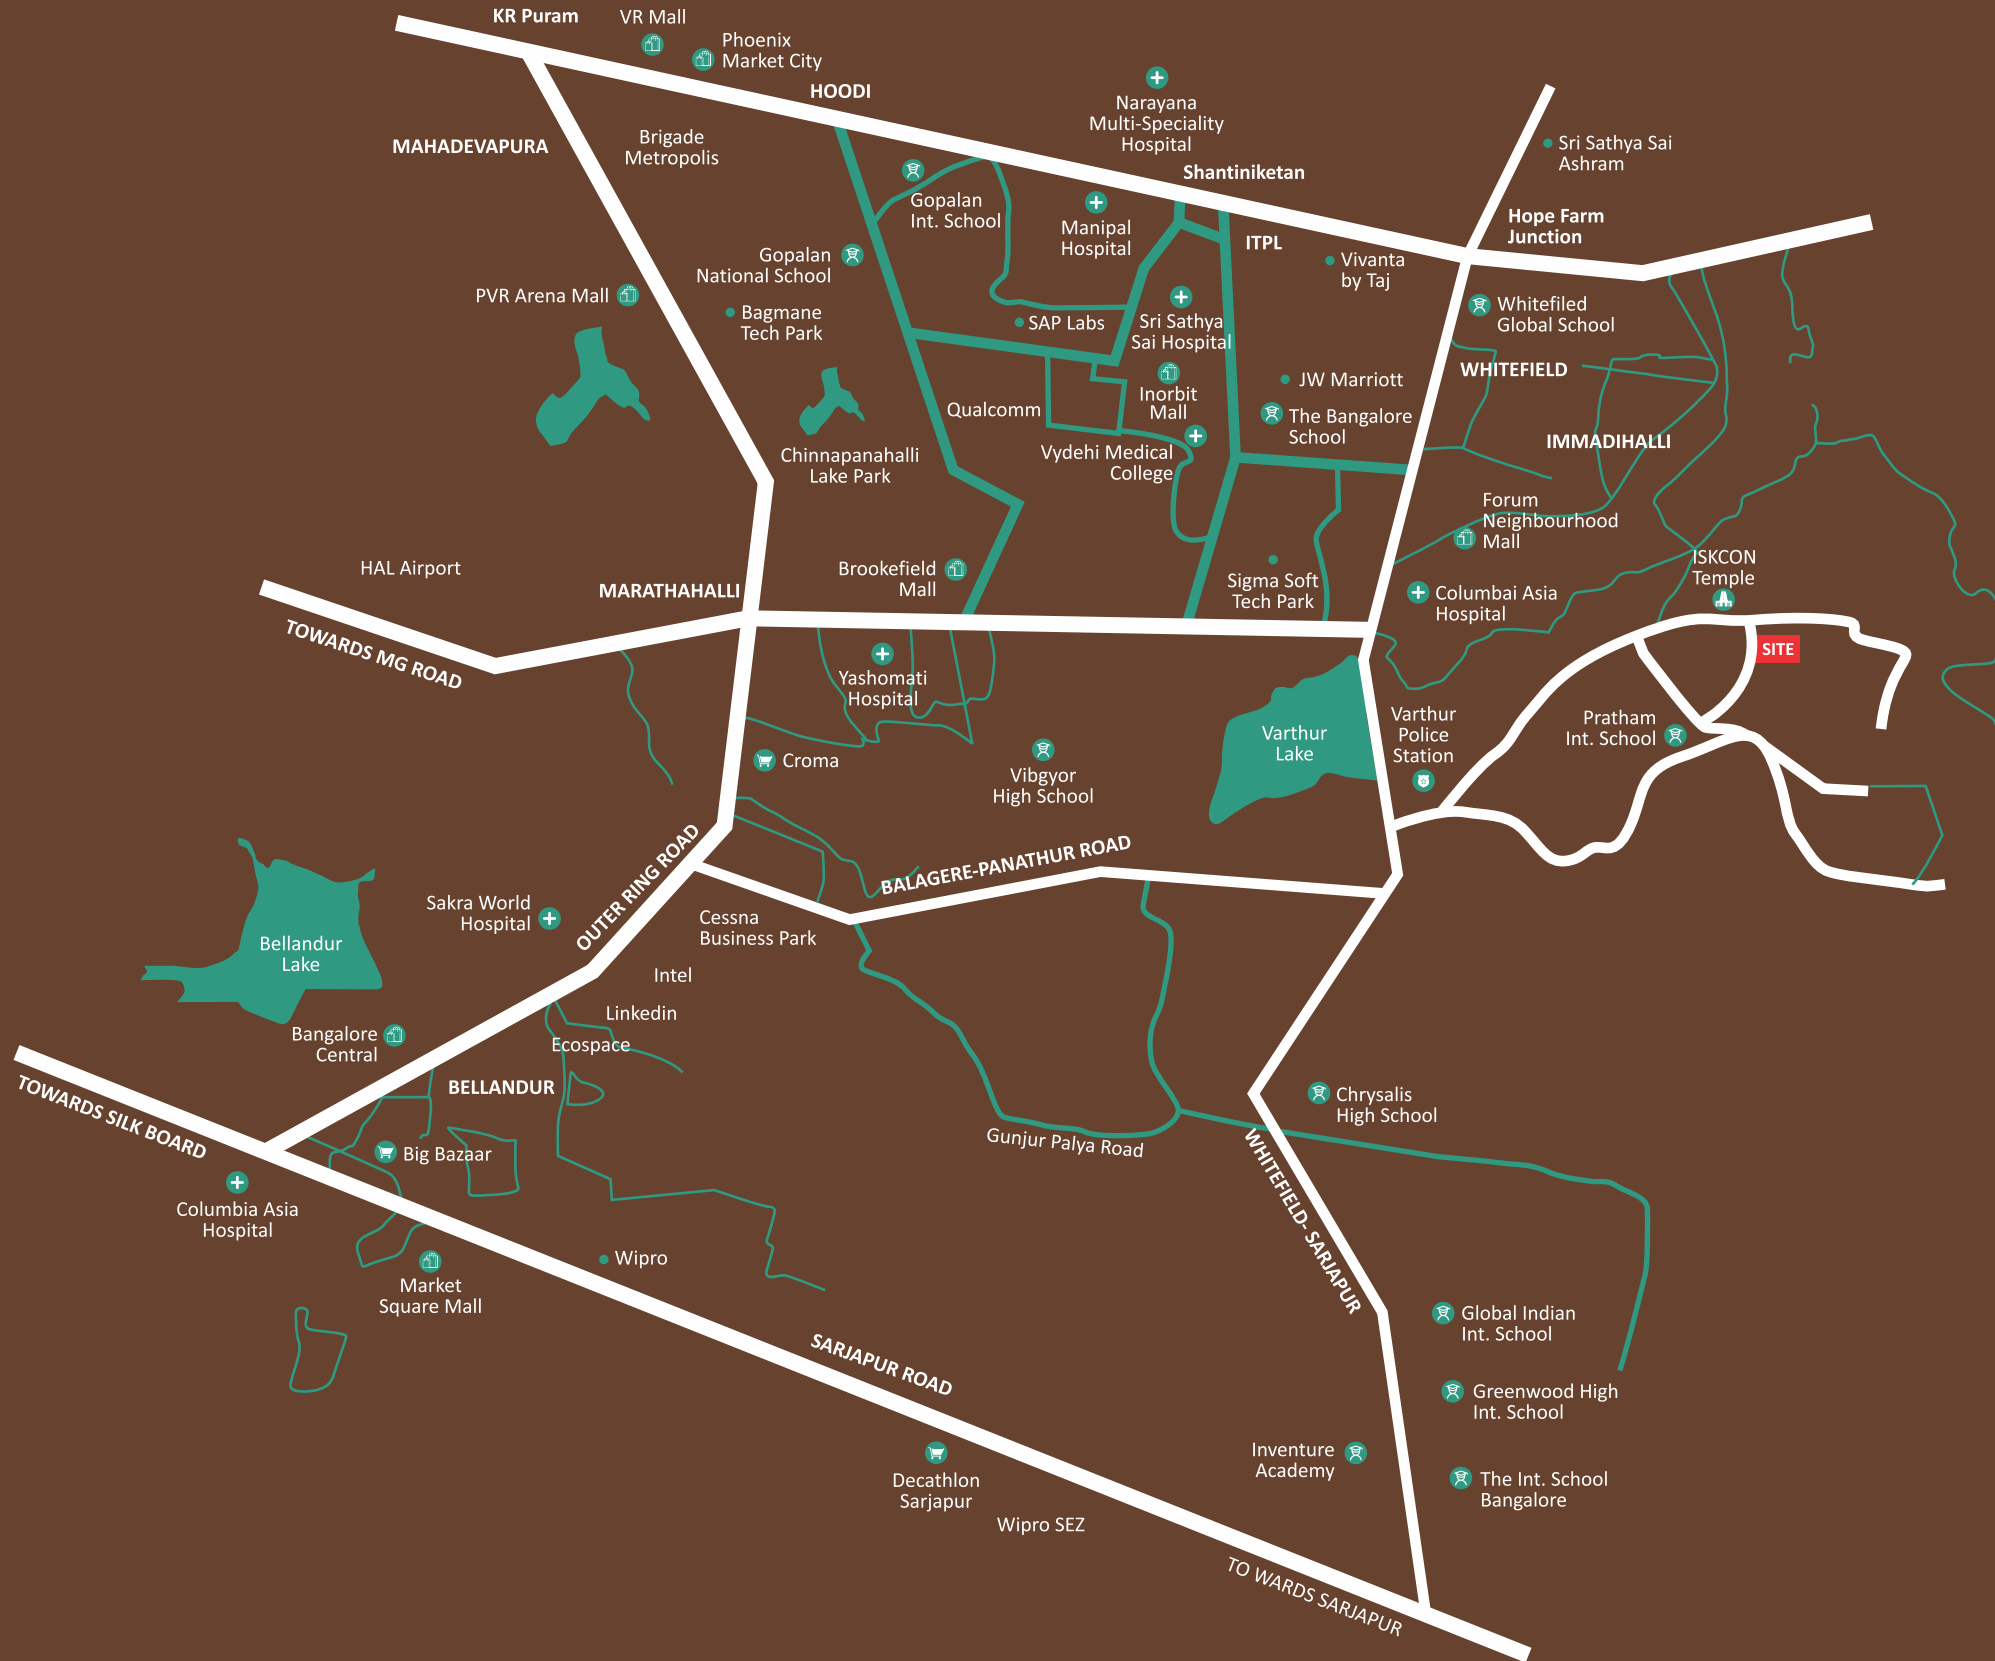 KR Puram
VR Mall
Phoenix
Market City
HOODI
MAHADEVAPURA
Brigade
Metropolis
Narayana
Multi-Speciality
Hospital
Shantiniketan
Sri Sathya Sai
Ashram
Gopalan
Int. School
Manipal
Hospital
ITPL
Hope Farm
Junction
Gopalan
National School
Vivanta
by Taj
PVR Arena Mall
Bagmane
Tech Park
SAP Labs
Sri Sathya
Sai Hospital
Whitefiled
Global School
WHITEFIELD
JW Marriott
Inorbit
Mall
Qualcomm
The Bangalore
School
IMMADIHALLI
Chinnapanahalli
Lake Park
Vydehi Medical
College
Forum
Neighbourhood
Mall
HAL Airport
MARATHAHALLI
Brookefield
Mall
Sigma Soft
Tech Park
Columbai Asia
Hospital
ISKCON
Temple
TOWARDS MG ROAD
SITE
Yashomati
Hospital
Varthur
Lake
Varthur
Police
Station
Pratham
Int. School
Croma
Vibgyor
High School
OUTER RING ROAD
BALAGERE-PANATHUR ROAD
Sakra World
Hospital
Cessna
Business Park
Bellandur
Lake
Intel
Linkedin
Ecospace
Bangalore
Central
BELLANDUR
TOWARDS SILK BOARD
Chrysalis
High School
Gunjur Palya Road
Big Bazaar
WHITEFIELD- SARJAPUR
Columbia Asia
Hospital
Wipro
Market
Square Mall
Global Indian
Int. School
SARJAPUR ROAD
Greenwood High
Int. School
Inventure
Academy
Decathlon
Sarjapur
The Int. School
Bangalore
Wipro SEZ
TO WARDS SARJAPUR